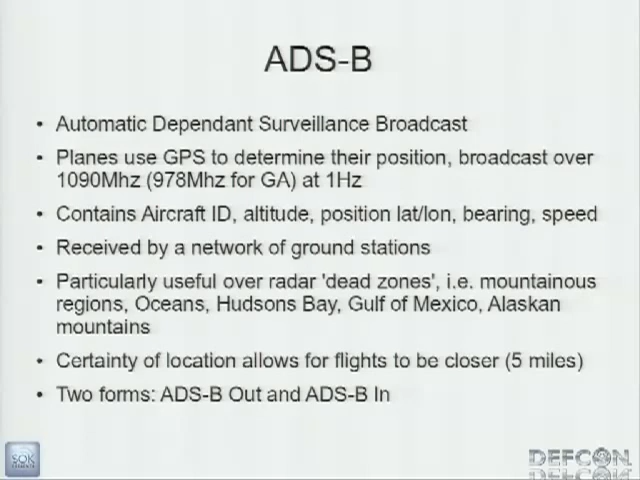 ADS-B
• Automatic Dependant Surveillance Broadcast
• Planes use GPS to determine their position, broadcast over
1090Mhz (978Mhz for GA) at 1Hz
• Contains Aircraft ID, altitude, position lat/lon, bearing, speed
• Received by a network of ground stations
• Particularly useful over radar 'dead zones', i.e. mountainous
regions, Oceans, Hudsons Bay, Gulf of Mexico, Alaskan
mountains
• Certainty of location allows for flights to be closer (5 miles)
• Two forms: ADS-B Out and ADS-B In
SOK
DEFCON